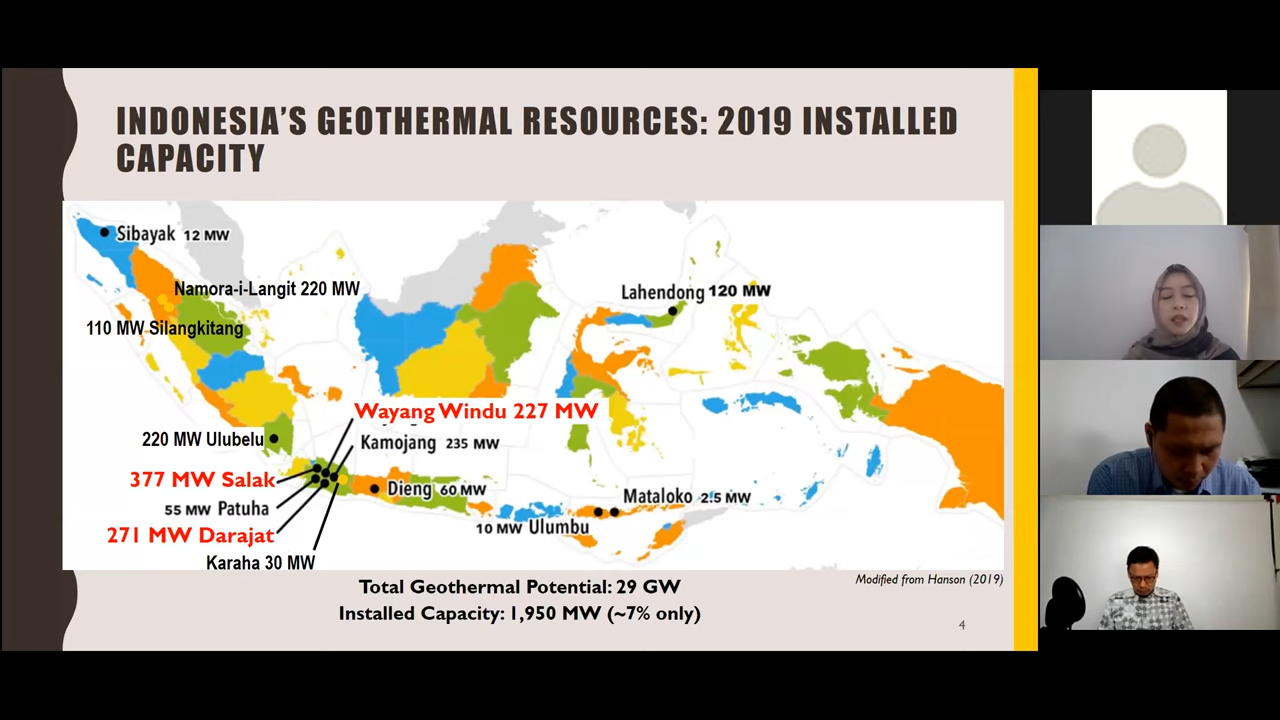 INDONESIA'S GEOTHERMAL RESOURCES: 2019 INSTALLED
CAPACITY
Sibayak 12 MW
Namora-i-Langit 220 MW
110 MW Silangkitang
Lahendong 120 MW
Wayang Windu 227 MW
220 MW Ulubelu
Kamojang 235 MW
377 MW Salak
Dieng 60 MW
Mataloko 2.5 MW
55 MW Patuha
10 MW Ulumbu
271 MW Darajat
Karaha 30 MW
Modified from Hanson (2019)
Total Geothermal Potential: 29 GW
Installed Capacity: 1,950 MW (~7% only)
4